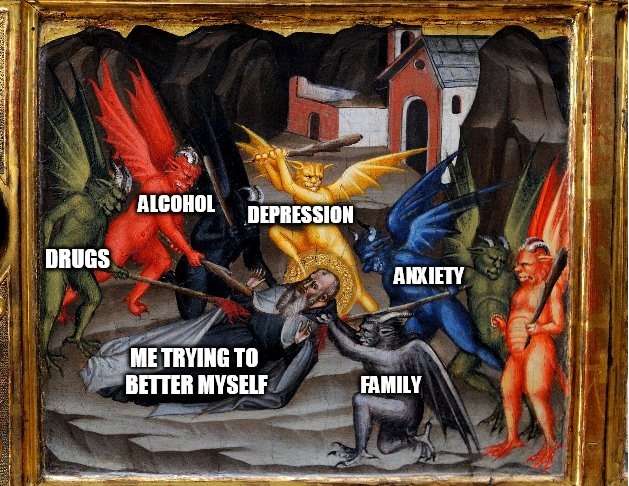 ALCOHOL
DEPRESSION
DRUGS
ANXIETY
ME TRYING TO
BETTER MYSELF
FAMILY